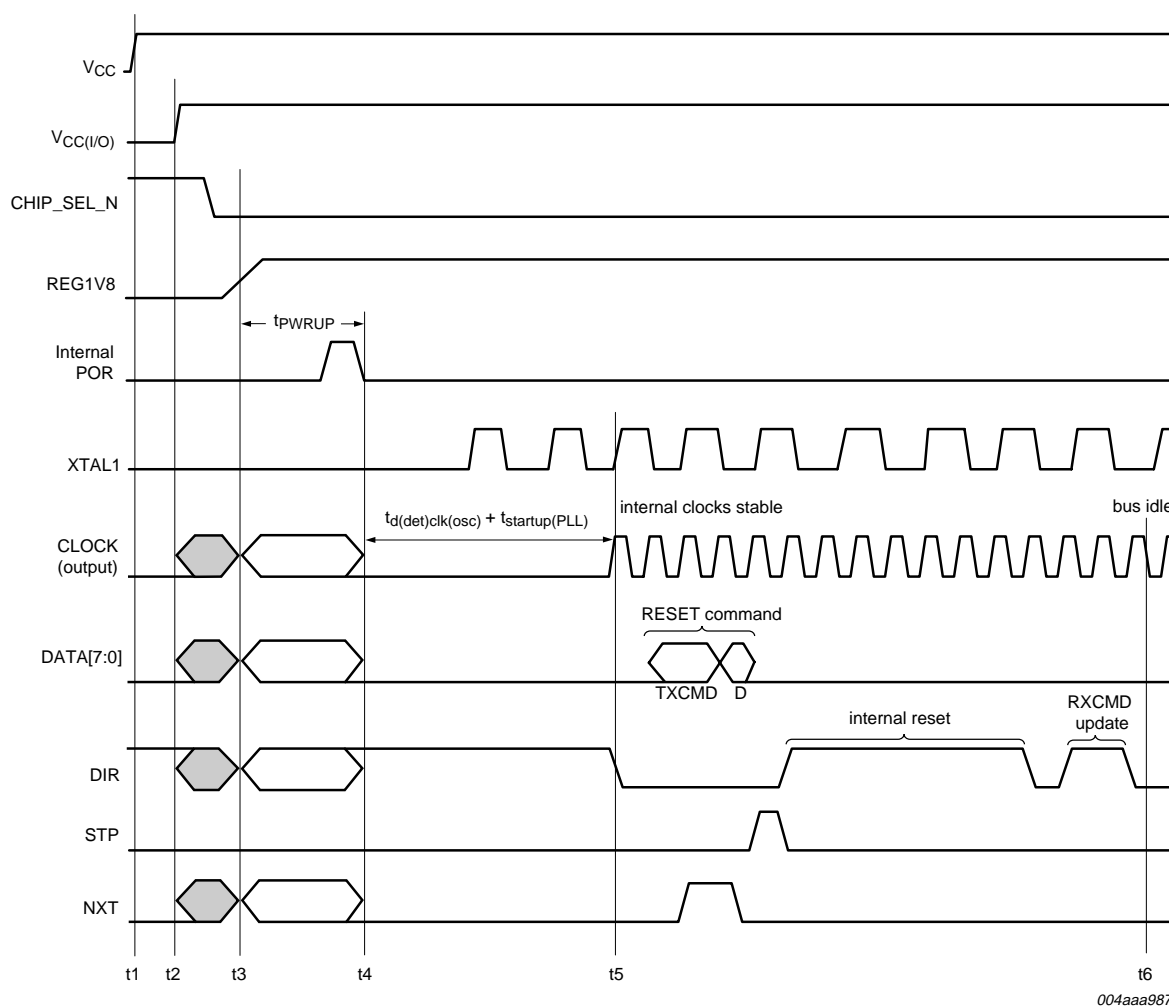 VCC
VCC(I/O)
CHIP_SEL_N
REG1V8
tPWRUP
Internal
POR
XTAL1
internal clocks stable
bus idle
td(det)clk(osc) + tstartup(PLL)
CLOCK
(output)
RESET command
DATA[7:0]
TXCMD D
RXCMD
update
internal reset
DIR
STP
NXT
t1 t2 t3 t4 t5 t6
004aaa987